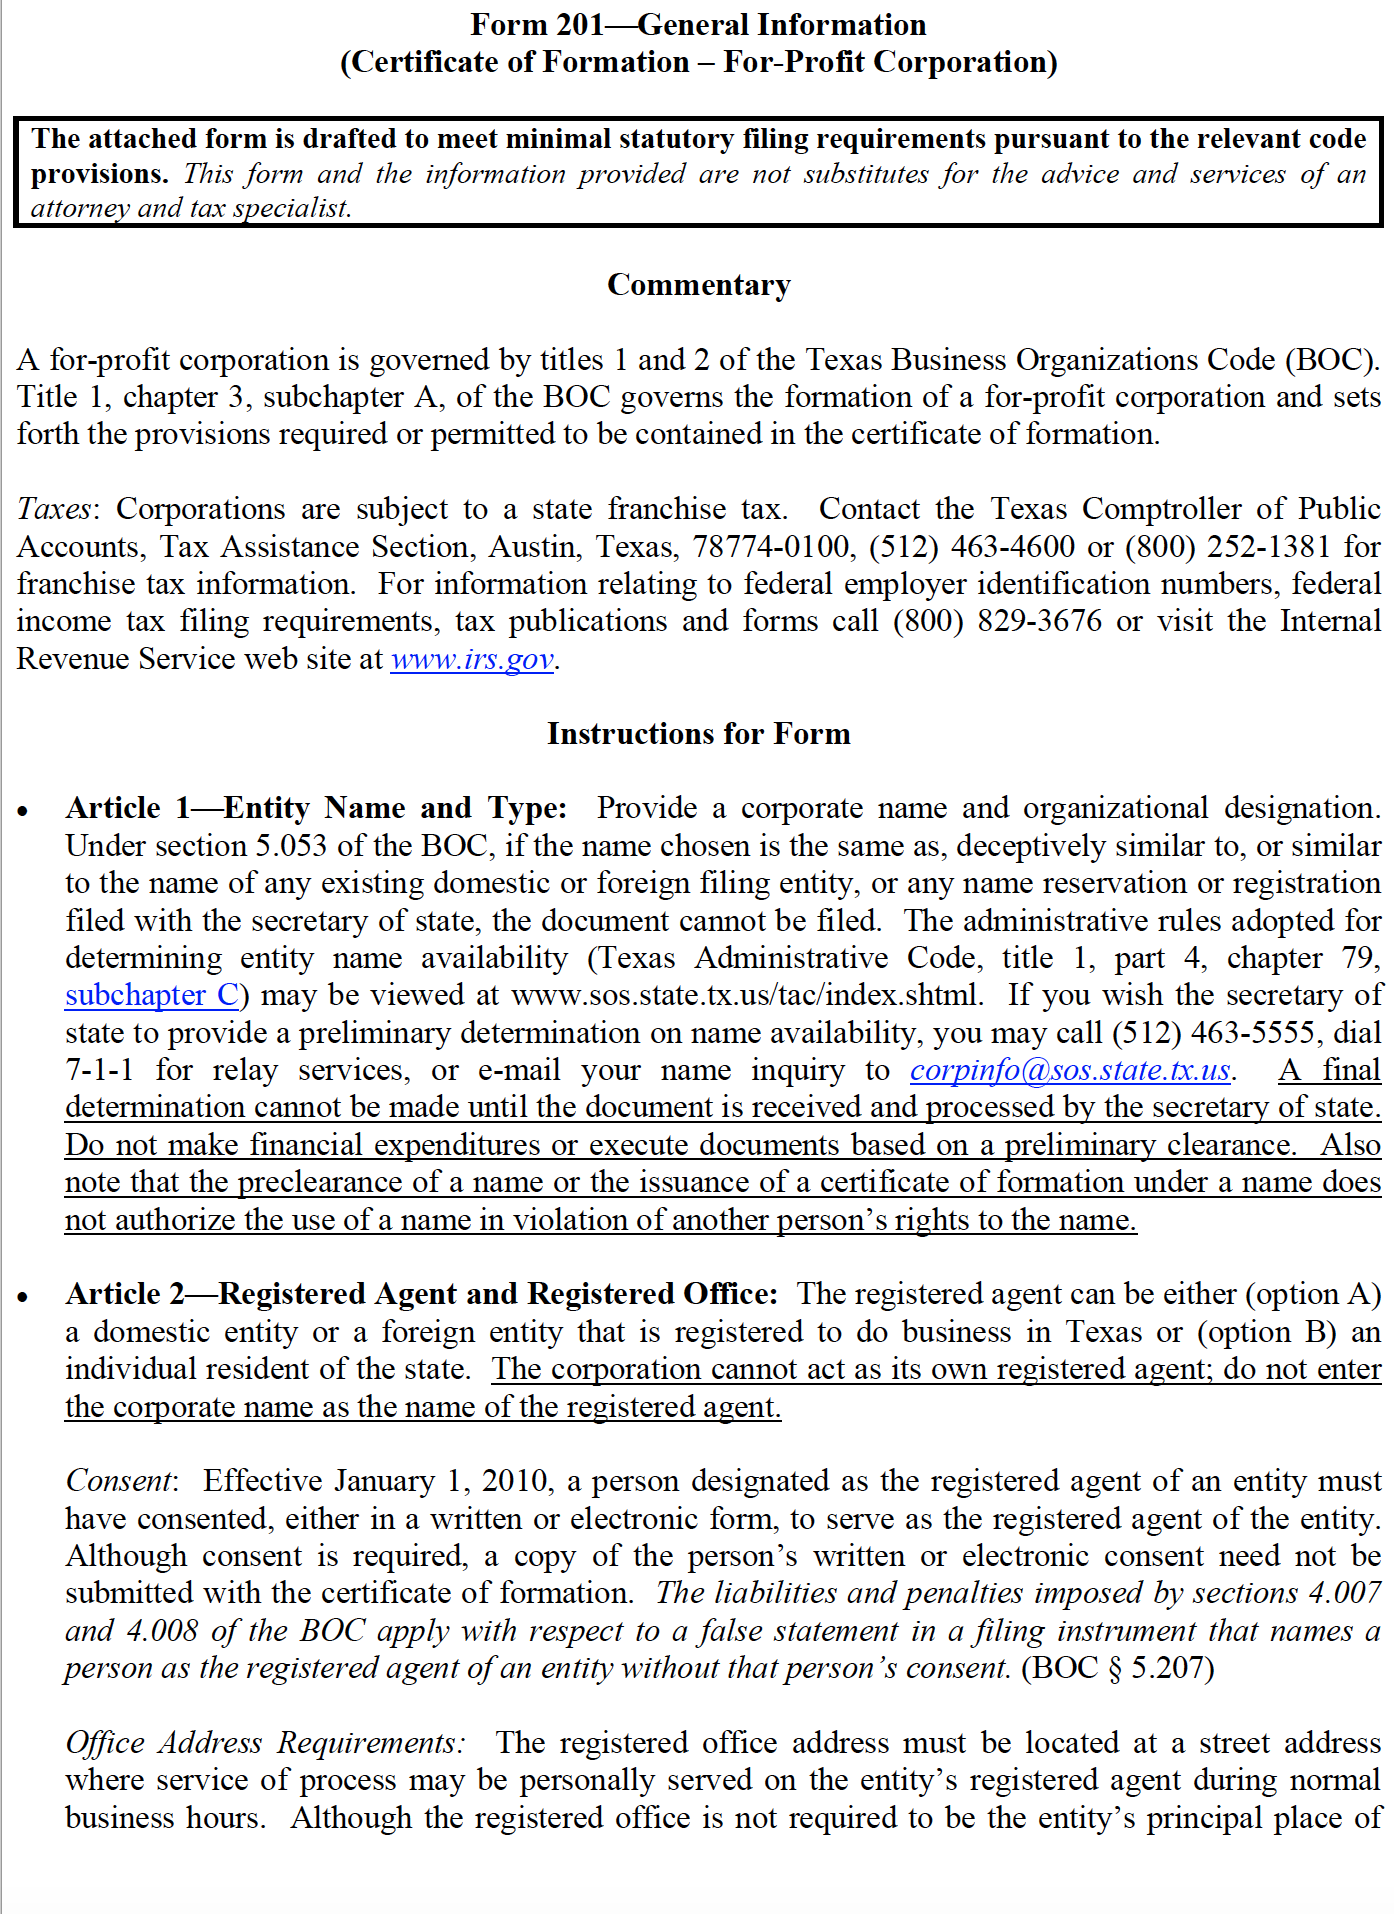 Form 201—General Information
(Certificate of Formation – For-Profit Corporation)
The attached form is drafted to meet minimal statutory filing requirements pursuant to the relevant code
provisions. This form and the information provided are not substitutes for the advice and services of an
attorney and tax specialist.
Commentary
A for-profit corporation is governed by titles 1 and 2 of the Texas Business Organizations Code (BOC).
Title 1, chapter 3, subchapter A, of the BOC governs the formation of a for-profit corporation and sets
forth the provisions required or permitted to be contained in the certificate of formation.
Taxes: Corporations are subject to a state franchise tax. Contact the Texas Comptroller of Public
Accounts, Tax Assistance Section, Austin, Texas, 78774-0100, (512) 463-4600 or (800) 252-1381 for
franchise tax information. For information relating to federal employer identification numbers, federal
income tax filing requirements, tax publications and forms call (800) 829-3676 or visit the Internal
Revenue Service web site at www.irs.gov.
Instructions for Form
• Article 1—Entity Name and Type: Provide a corporate name and organizational designation.
Under section 5.053 of the BOC, if the name chosen is the same as, deceptively similar to, or similar
to the name of any existing domestic or foreign filing entity, or any name reservation or registration
filed with the secretary of state, the document cannot be filed. The administrative rules adopted for
determining entity name availability (Texas Administrative Code, title 1, part 4, chapter 79,
subchapter C) may be viewed at www.sos.state.tx.us/tac/index.shtml. If you wish the secretary of
state to provide a preliminary determination on name availability, you may call (512) 463-5555, dial
7-1-1 for relay services, or e-mail your name inquiry to corpinfo@sos.state.tx.us. A final
determination cannot be made until the document is received and processed by the secretary of state.
Do not make financial expenditures or execute documents based on a preliminary clearance. Also
note that the preclearance of a name or the issuance of a certificate of formation under a name does
not authorize the use of a name in violation of another person’s rights to the name.
• Article 2—Registered Agent and Registered Office: The registered agent can be either (option A)
a domestic entity or a foreign entity that is registered to do business in Texas or (option B) an
individual resident of the state. The corporation cannot act as its own registered agent; do not enter
the corporate name as the name of the registered agent.
Consent: Effective January 1, 2010, a person designated as the registered agent of an entity must
have consented, either in a written or electronic form, to serve as the registered agent of the entity.
Although consent is required, a copy of the person’s written or electronic consent need not be
submitted with the certificate of formation. The liabilities and penalties imposed by sections 4.007
and 4.008 of the BOC apply with respect to a false statement in a filing instrument that names a
person as the registered agent of an entity without that person’s consent. (BOC § 5.207)
Office Address Requirements: The registered office address must be located at a street address
where service of process may be personally served on the entity’s registered agent during normal
business hours. Although the registered office is not required to be the entity’s principal place of